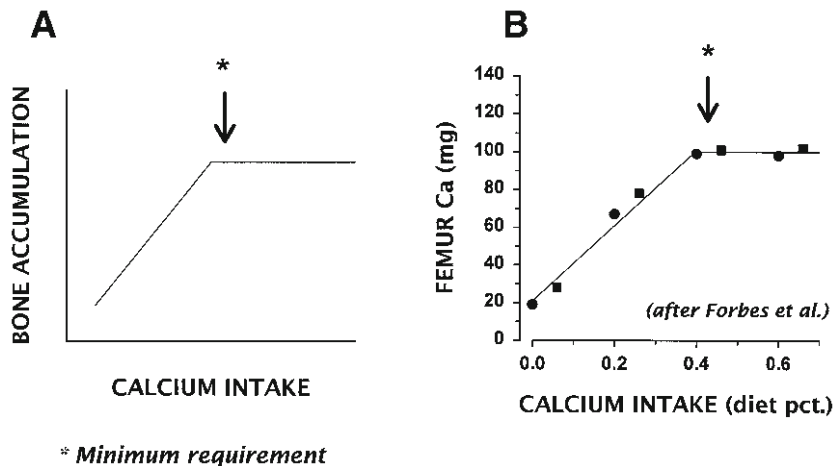 A
*
BONE ACCUMULATION
CALCIUM INTAKE
* Minimum requirement
B
*
FEMUR Ca (mg)
140
120
100
80
60
40
20
0
0.0 0.2 0.4 0.6
(after Forbes et al.)
CALCIUM INTAKE (diet pct.)